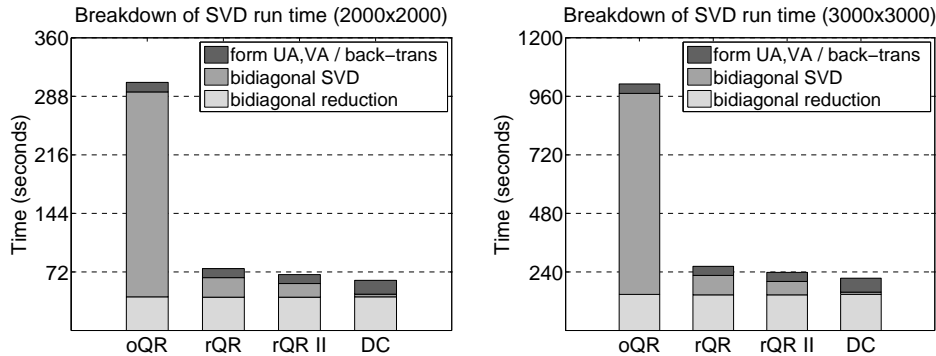 Breakdown of SVD run time (2000x2000)
360
288
216
144
72
Time (seconds)
form UA,VA / back−trans
bidiagonal SVD
bidiagonal reduction
oQR rQR rQR II DC
Breakdown of SVD run time (3000x3000)
1200
960
720
480
240
Time (seconds)
form UA,VA / back−trans
bidiagonal SVD
bidiagonal reduction
oQR rQR rQR II DC